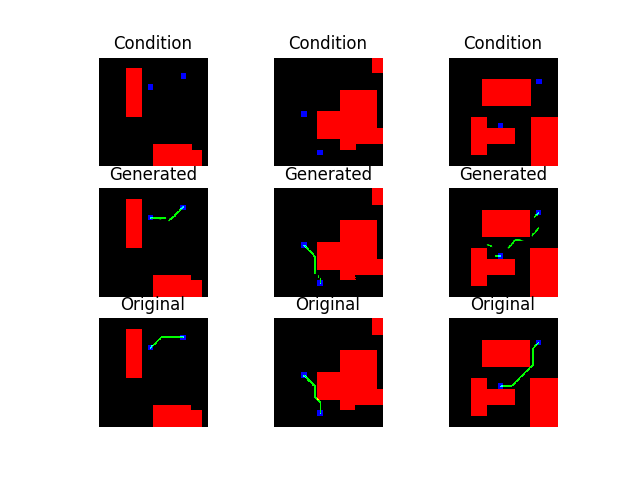 Condition Condition Condition
Generated Generated Generated
Original Original Original